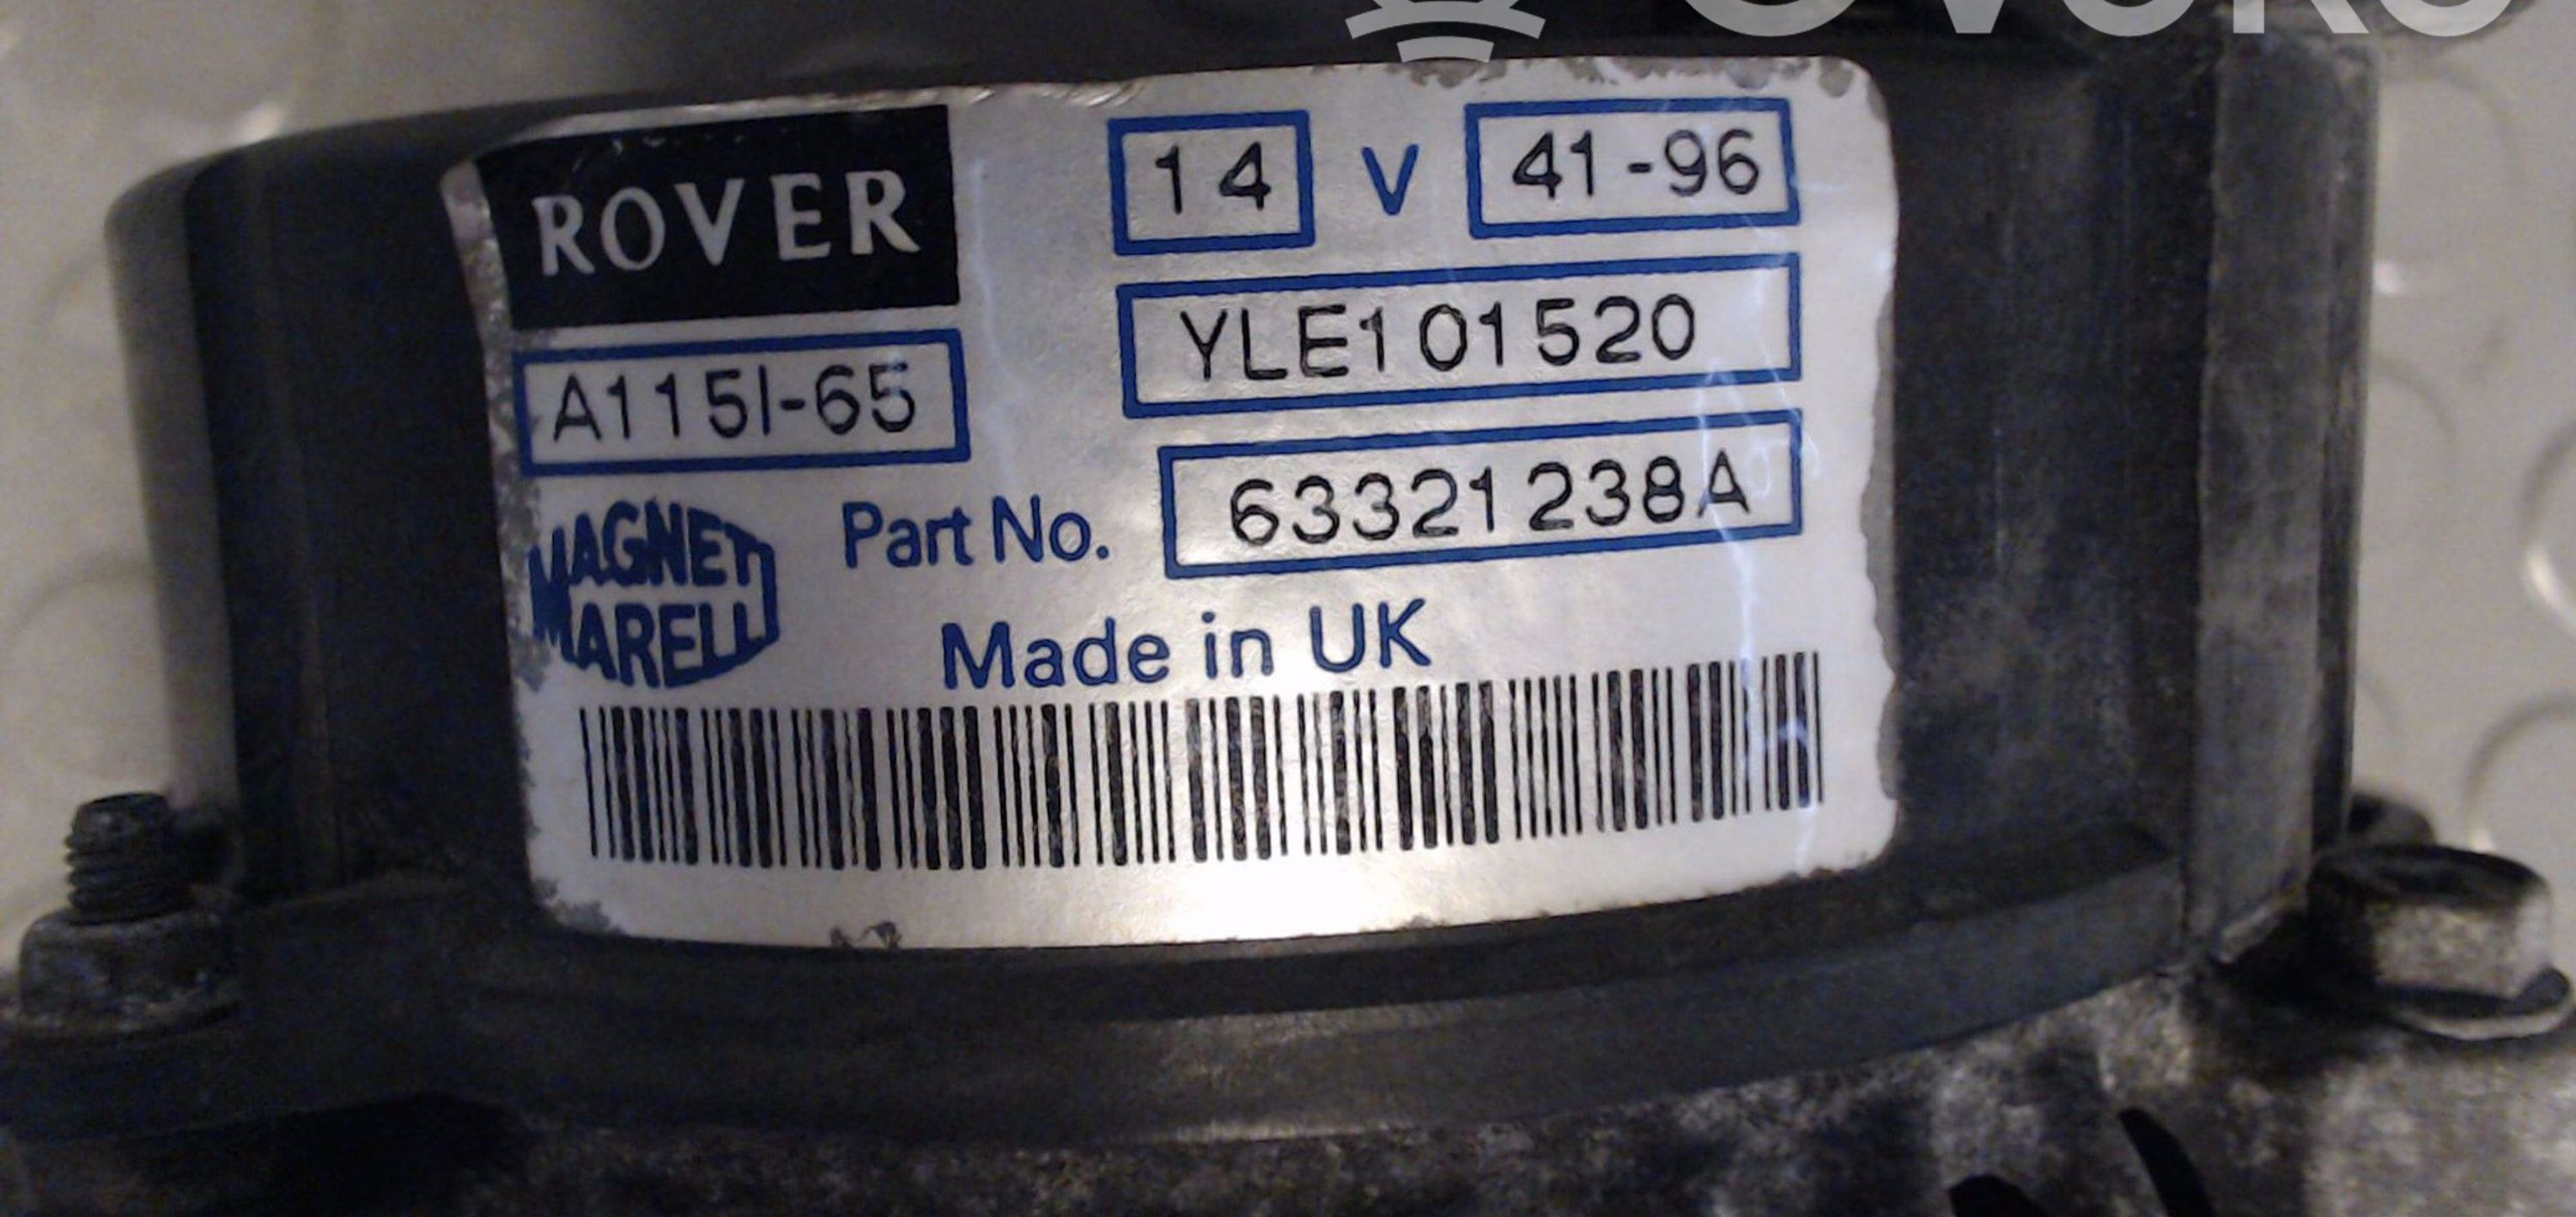 ROVER
14 V 41-96
YLE101520
A115I-65
MAGNETI
MARELLI
Part No. 63321238A
Made in UK